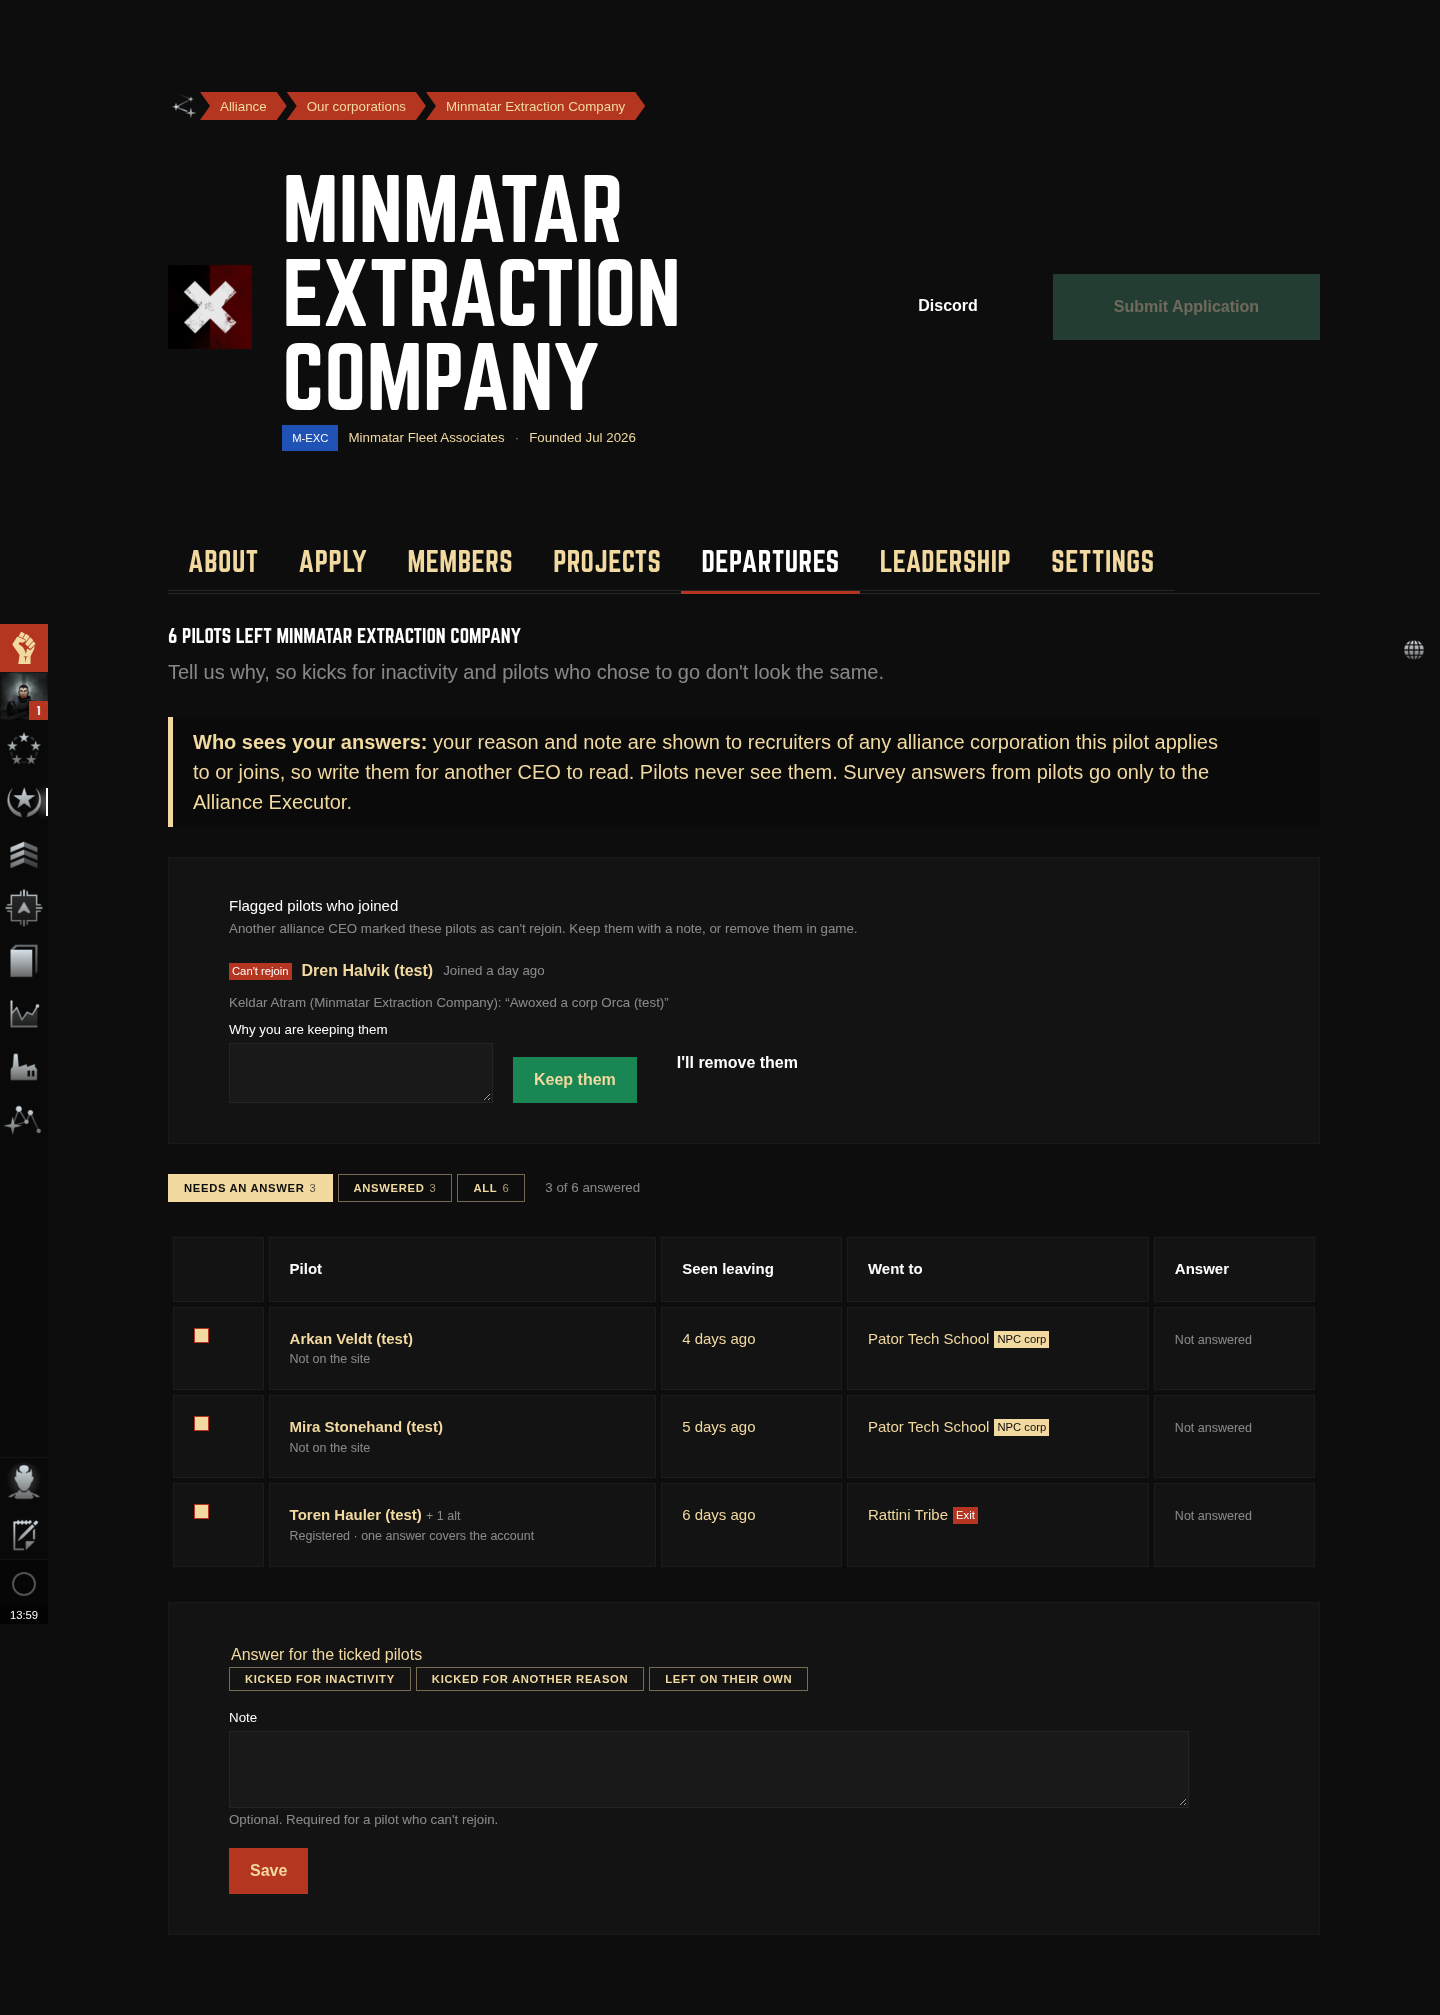 Alliance
Our corporations
Minmatar Extraction Company
MINMATAR
EXTRACTION
COMPANY
Discord
Submit Application
M-EXC
Minmatar Fleet Associates · Founded Jul 2026
ABOUT
APPLY
MEMBERS
PROJECTS
DEPARTURES
LEADERSHIP
SETTINGS
6 PILOTS LEFT MINMATAR EXTRACTION COMPANY
Tell us why, so kicks for inactivity and pilots who chose to go don't look the same.
1
Who sees your answers: your reason and note are shown to recruiters of any alliance corporation this pilot applies
to or joins, so write them for another CEO to read. Pilots never see them. Survey answers from pilots go only to the
Alliance Executor.
Flagged pilots who joined
Another alliance CEO marked these pilots as can't rejoin. Keep them with a note, or remove them in game.
Can't rejoin Dren Halvik (test) Joined a day ago
Keldar Atram (Minmatar Extraction Company): “Awoxed a corp Orca (test)”
Why you are keeping them
Keep them
I'll remove them
NEEDS AN ANSWER 3
ANSWERED 3
ALL 6
3 of 6 answered
Pilot
Seen leaving
Went to
Answer
Arkan Veldt (test)
Not on the site
4 days ago
Pator Tech School NPC corp
Not answered
Mira Stonehand (test)
Not on the site
5 days ago
Pator Tech School NPC corp
Not answered
Toren Hauler (test) + 1 alt
Registered · one answer covers the account
6 days ago
Rattini Tribe Exit
Not answered
13:59
Answer for the ticked pilots
KICKED FOR INACTIVITY
KICKED FOR ANOTHER REASON
LEFT ON THEIR OWN
Note
Optional. Required for a pilot who can't rejoin.
Save